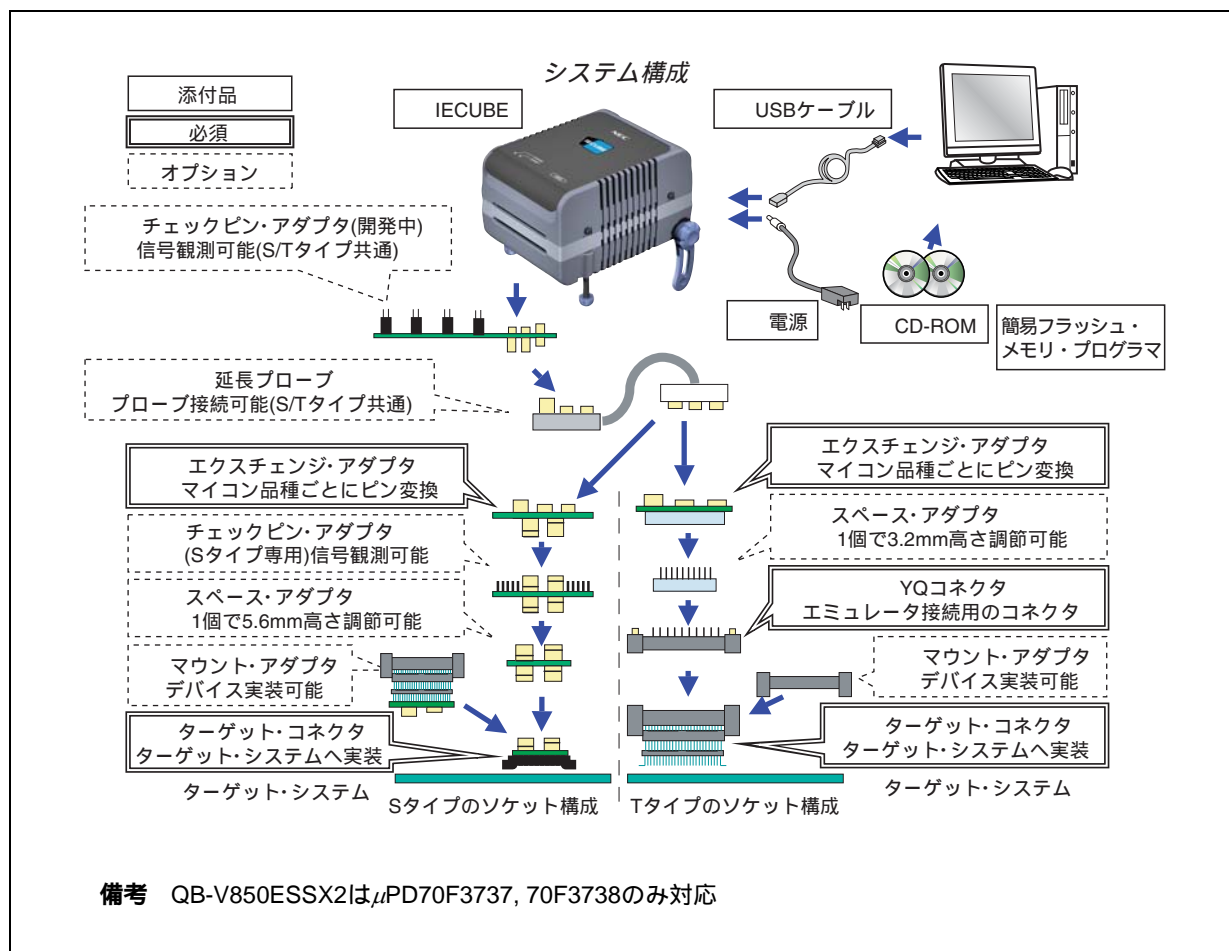 システム構成
添付品
必須
オプション
IECUBE
NEC
USBケーブル
電源
CD-ROM
簡易フラッシュ・
メモリ・プログラマ
チェックピン・アダプタ(開発中)
信号観測可能(S/Tタイプ共通)
延長プローブ
プローブ接続可能(S/Tタイプ共通)
エクスチェンジ・アダプタ
マイコン品種ごとにピン変換
チェックピン・アダプタ
(Sタイプ専用)信号観測可能
スペース・アダプタ
1個で5.6mm高さ調節可能
マウント・アダプタ
デバイス実装可能
ターゲット・コネクタ
ターゲット・システムへ実装
ターゲット・システム
Sタイプのソケット構成
エクスチェンジ・アダプタ
マイコン品種ごとにピン変換
スペース・アダプタ
1個で3.2mm高さ調節可能
YQコネクタ
エミュレータ接続用のコネクタ
マウント・アダプタ
デバイス実装可能
ターゲット・コネクタ
ターゲット・システムへ実装
ターゲット・システム
Tタイプのソケット構成
備考 QB-V850ESSX2はμPD70F3737, 70F3738のみ対応